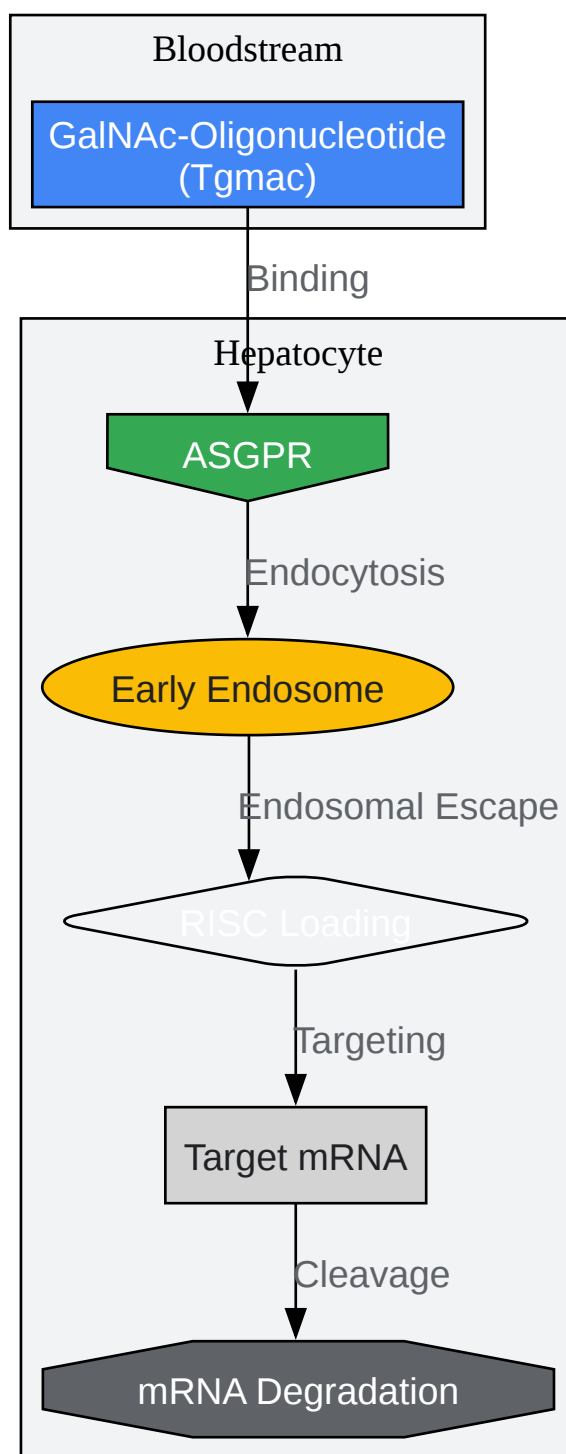 Bloodstream
GalNAc-Oligonucleotide
(Tgmac)
Binding
Hepatocyte
ASGPR
Endocytosis
Early Endosome
Endosomal Escape
RISC Loading
Targeting
Target mRNA
Cleavage
mRNA Degradation